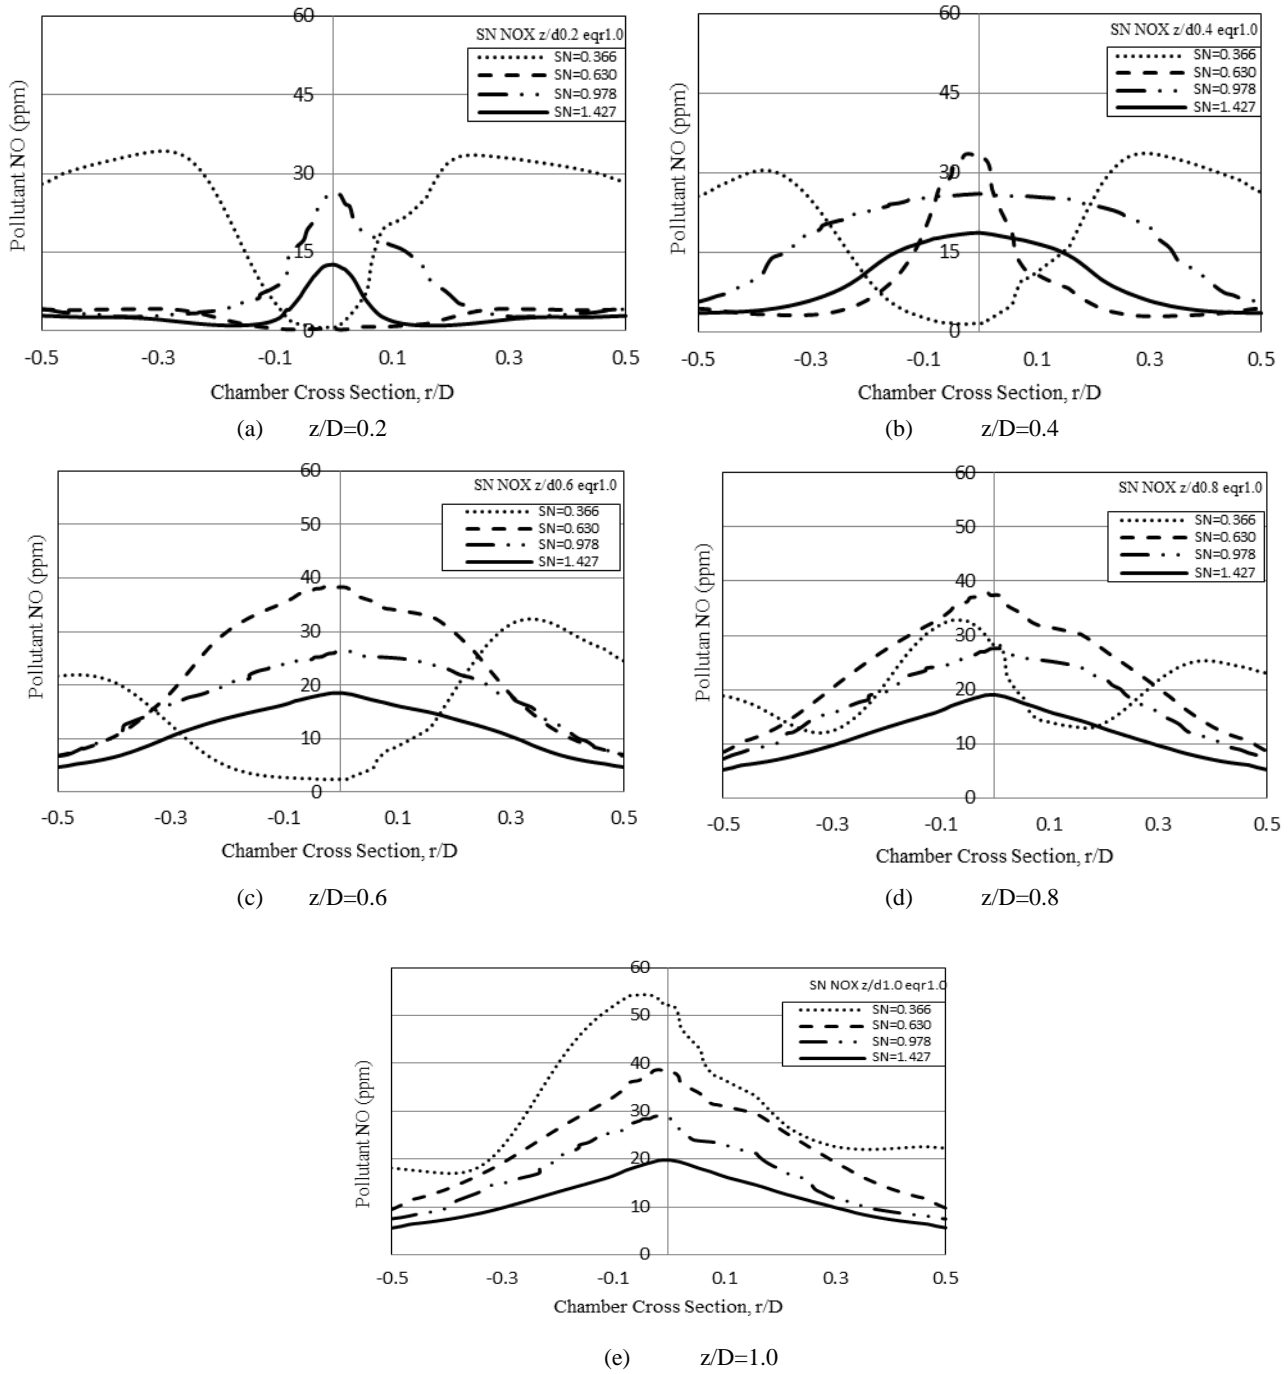 SN NOX z/d0.2 eqr1.0
SN=0.366
SN=0.630
SN=0.978
SN=1.427
Pollutant NO (ppm)
60
45
30
15
0
-0.5
-0.3
-0.1
0.1
0.3
0.5
Chamber Cross Section, r/D
(a) z/D=0.2
SN NOX z/d0.4 eqr1.0
SN=0.366
SN=0.630
SN=0.978
SN=1.427
Pollutant NO (ppm)
60
45
30
15
0
-0.5
-0.3
-0.1
0.1
0.3
0.5
Chamber Cross Section, r/D
(b) z/D=0.4
SN NOX z/d0.6 eqr1.0
SN=0.366
SN=0.630
SN=0.978
SN=1.427
Pollutant NO (ppm)
60
50
40
30
20
10
0
-0.5
-0.3
-0.1
0.1
0.3
0.5
Chamber Cross Section, r/D
(c) z/D=0.6
SN NOX z/d0.8 eqr1.0
SN=0.366
SN=0.630
SN=0.978
SN=1.427
Pollutan NO (ppm)
60
50
40
30
20
10
0
-0.5
-0.3
-0.1
0.1
0.3
0.5
Chamber Cross Section, r/D
(d) z/D=0.8
SN NOX z/d1.0 eqr1.0
SN=0.366
SN=0.630
SN=0.978
SN=1.427
Pollutant NO (ppm)
60
50
40
30
20
10
0
-0.5
-0.3
-0.1
0.1
0.3
0.5
Chamber Cross Section, r/D
(e) z/D=1.0